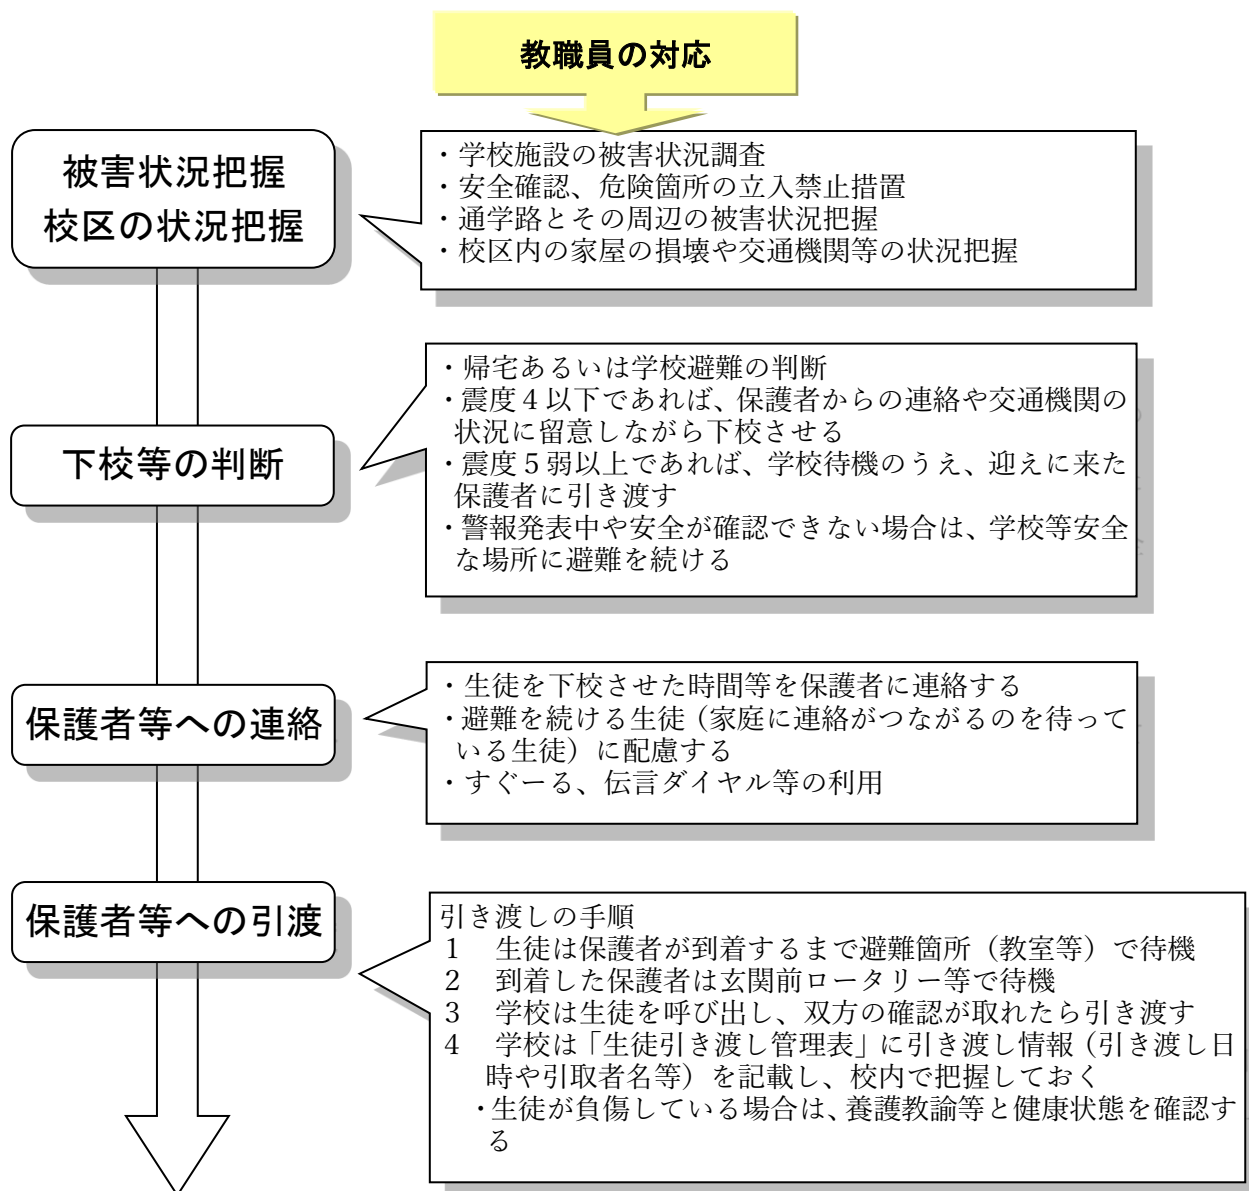 教職員の対応
被害状況把握
校区の状況把握
・学校施設の被害状況調査
・安全確認、危険箇所の立入禁止措置
・通学路とその周辺の被害状況把握
・校区内の家屋の損壊や交通機関等の状況把握
下校等の判断
・帰宅あるいは学校避難の判断
・震度４以下であれば、保護者からの連絡や交通機関の
状況に留意しながら下校させる
・震度５弱以上であれば、学校待機のうえ、迎えに来た
保護者に引き渡す
・警報発表中や安全が確認できない場合は、学校等安全
な場所に避難を続ける
保護者等への連絡
・生徒を下校させた時間等を保護者に連絡する
・避難を続ける生徒（家庭に連絡がつながるのを待って
いる生徒）に配慮する
・すぐーる、伝言ダイヤル等の利用
保護者等への引渡
引き渡しの手順
1　生徒は保護者が到着するまで避難箇所（教室等）で待機
2　到着した保護者は玄関前ロータリー等で待機
3　学校は生徒を呼び出し、双方の確認が取れたら引き渡す
4　学校は「生徒引き渡し管理表」に引き渡し情報（引き渡し日
時や引取者名等）を記載し、校内で把握しておく
・生徒が負傷している場合は、養護教諭等と健康状態を確認す
る